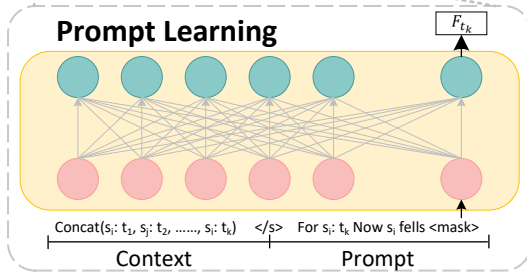 F_{t_k}
Prompt Learning
Concat(s_i: t_1, s_j: t_2, ……, s_i: t_k) </s> For s_i: t_k Now s_i fells <mask>
Context Prompt